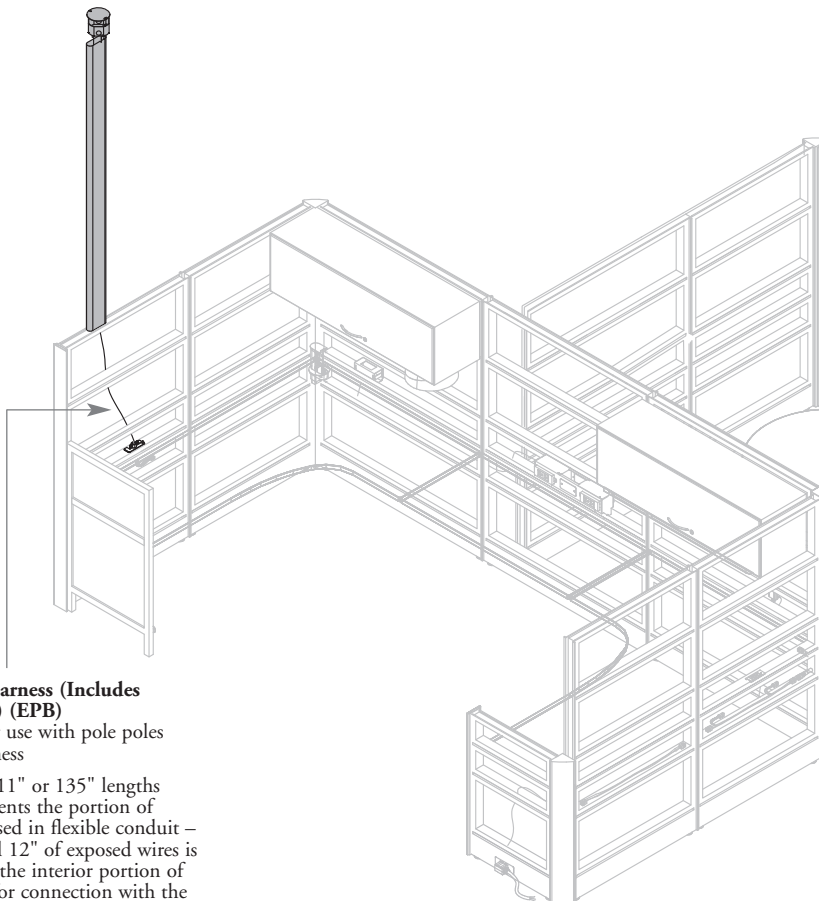 arness (Includes
) (EPB)
use with pole poles
ness
11" or 135" lengths
ents the portion of
sed in flexible conduit –
12" of exposed wires is
the interior portion of
or connection with the